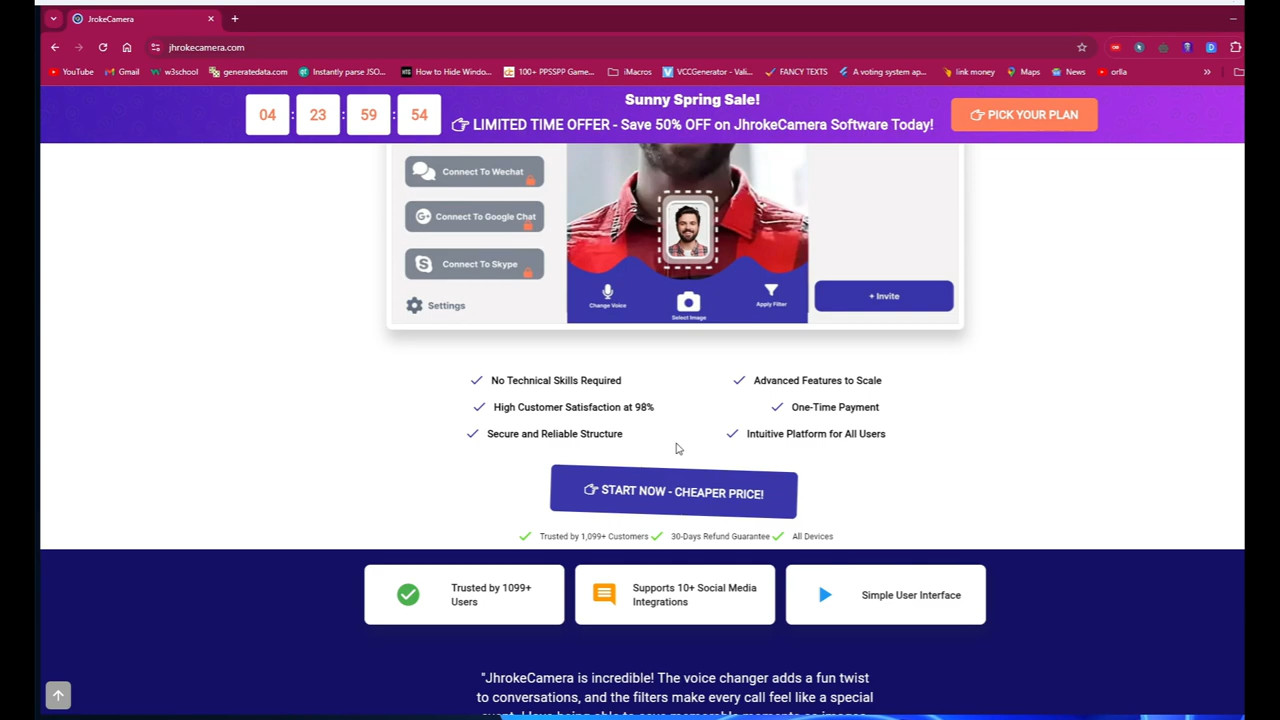 JrokeCamera
jhrokecamera.com
YouTube
Gmail
w3school
generatedata.com
Instantly parse JSO...
How to Hide Windo...
100+ PPSSPP Game...
iMacros
VCCGenerator - Vali...
FANCY TEXTS
A voting system ap...
link money
Maps
News
orlla
04 : 23 : 59 : 54
Sunny Spring Sale!
LIMITED TIME OFFER - Save 50% OFF on JhrokeCamera Software Today!
PICK YOUR PLAN
Connect To Wechat
Connect To Google Chat
Connect To Skype
Settings
Change Voice
Select Image
Apply Filter
+ Invite
No Technical Skills Required
Advanced Features to Scale
High Customer Satisfaction at 98%
One-Time Payment
Secure and Reliable Structure
Intuitive Platform for All Users
START NOW - CHEAPER PRICE!
Trusted by 1,099+ Customers
30-Days Refund Guarantee
All Devices
Trusted by 1099+
Users
Supports 10+ Social Media
Integrations
Simple User Interface
"JhrokeCamera is incredible! The voice changer adds a fun twist
to conversations, and the filters make every call feel like a special